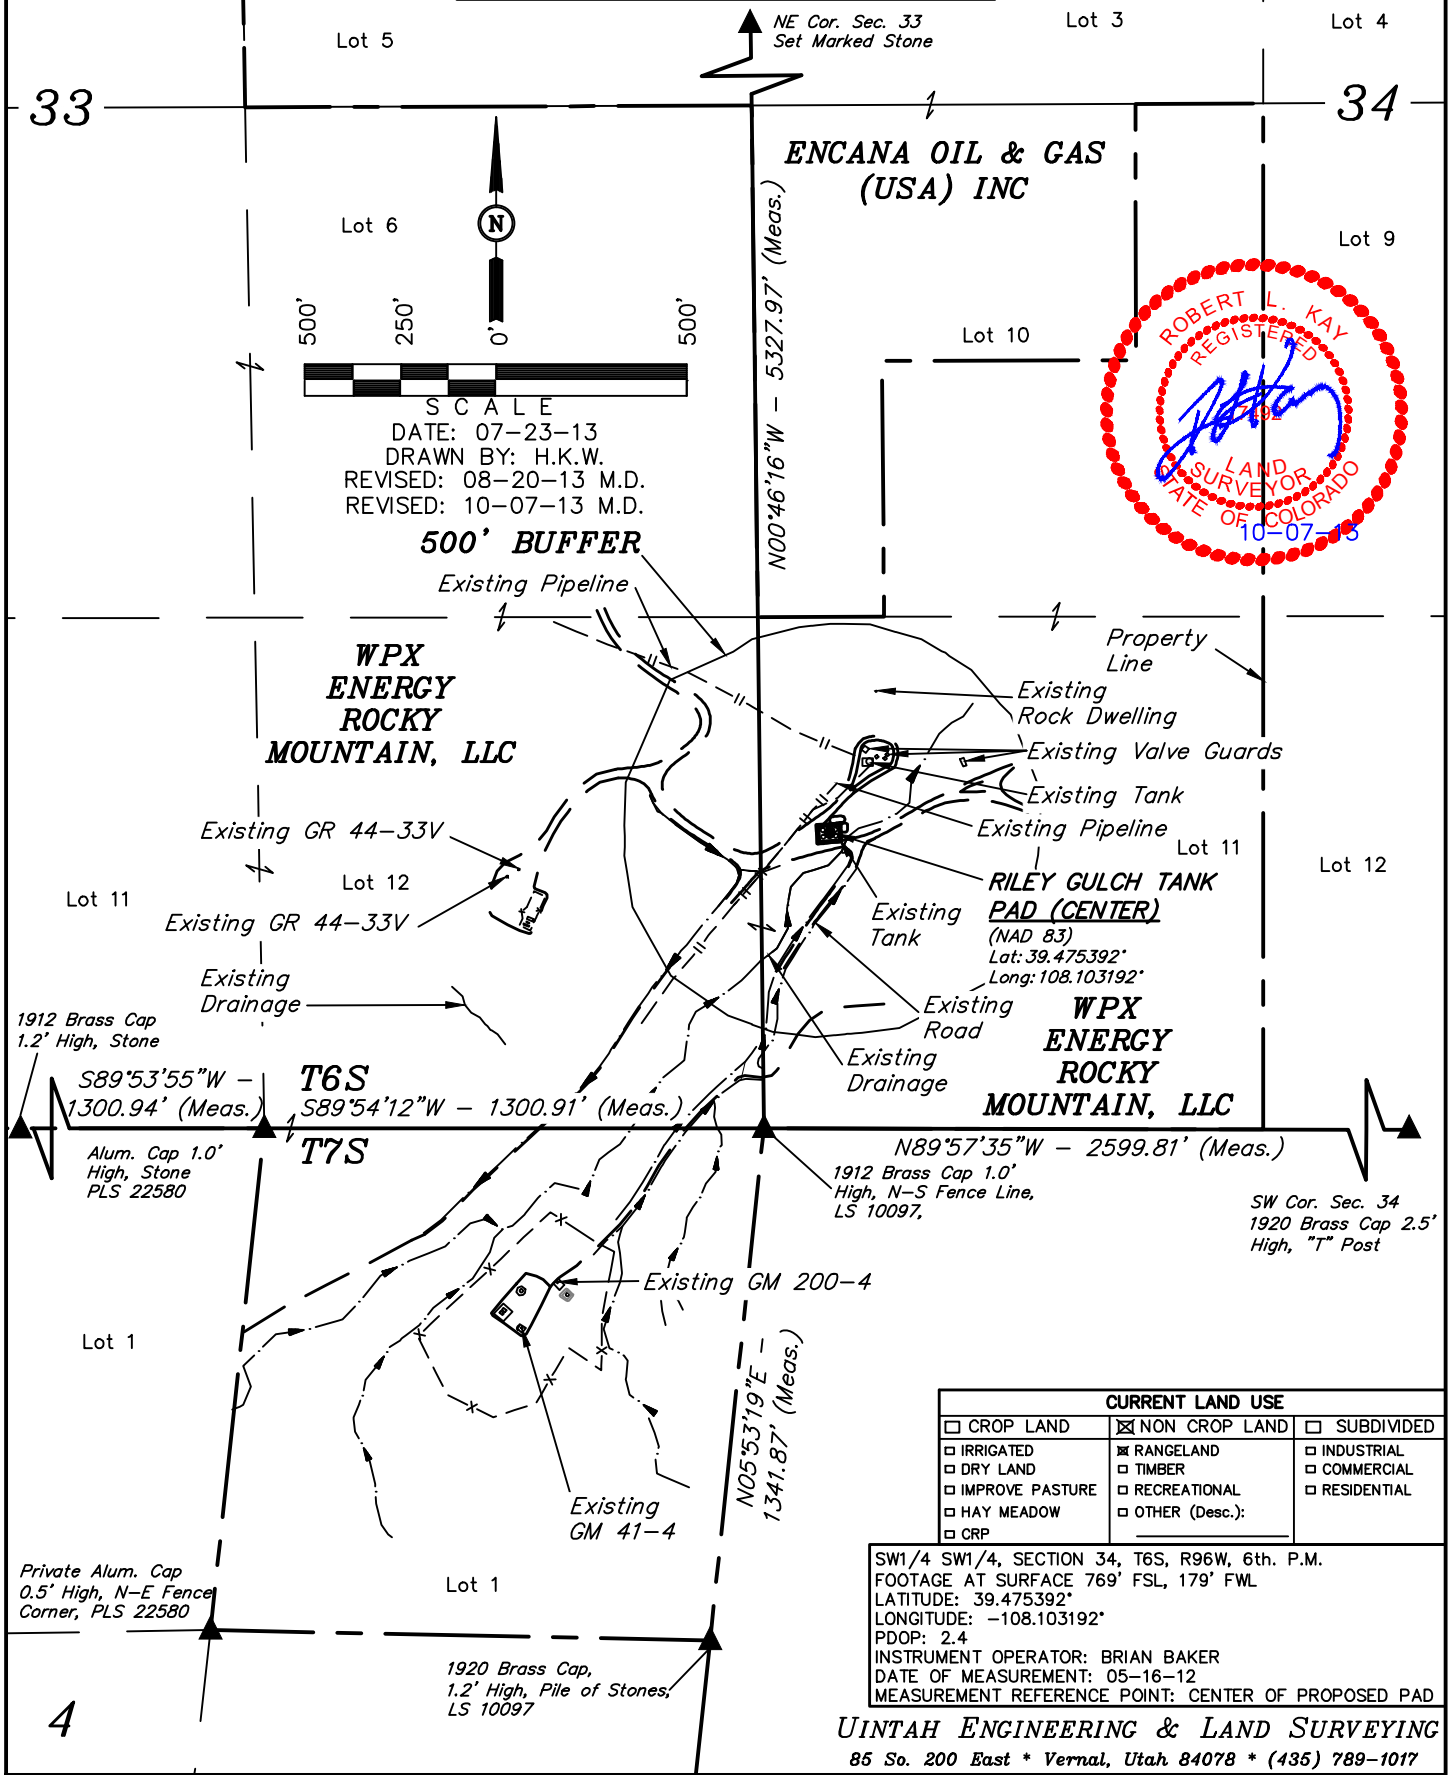 NE Cor. Sec. 33
Set Marked Stone
Lot 5
Lot 3
Lot 4
33
34
ENCANA OIL & GAS
(USA) INC
Lot 6
N
Lot 9
Lot 10
500'
250'
0'
500'
SCALE
DATE: 07-23-13
DRAWN BY: H.K.W.
REVISED: 08-20-13 M.D.
REVISED: 10-07-13 M.D.
N00°46'16"W - 5327.97' (Meas.)
ROBERT L. KAY
REGISTERED
7492
LAND
SURVEYOR
STATE OF COLORADO
10-07-13
500' BUFFER
Existing Pipeline
WPX
ENERGY
ROCKY
MOUNTAIN, LLC
Property
Line
Existing
Rock Dwelling
Existing Valve Guards
Existing Tank
Existing Pipeline
Existing GR 44-33V
Lot 11
Lot 12
Lot 11
Lot 12
Existing GR 44-33V
RILEY GULCH TANK
PAD (CENTER)
(NAD 83)
Lat: 39.475392°
Long: 108.103192°
Existing
Tank
Existing
Drainage
Existing
Road
Existing
Drainage
WPX
ENERGY
ROCKY
MOUNTAIN, LLC
1912 Brass Cap
1.2' High, Stone
S89°53'55"W -
1300.94' (Meas.)
T6S
S89°54'12"W - 1300.91' (Meas.)
T7S
N89°57'35"W - 2599.81' (Meas.)
Alum. Cap 1.0'
High, Stone
PLS 22580
1912 Brass Cap 1.0'
High, N-S Fence Line,
LS 10097,
SW Cor. Sec. 34
1920 Brass Cap 2.5'
High, "T" Post
Existing GM 200-4
Lot 1
N05°53'19"E -
1341.87' (Meas.)
Existing
GM 41-4
Private Alum. Cap
0.5' High, N-E Fence
Corner, PLS 22580
Lot 1
1920 Brass Cap,
1.2' High, Pile of Stones,
LS 10097
4
CURRENT LAND USE
CROP LAND
NON CROP LAND
SUBDIVIDED
IRRIGATED
RANGELAND
INDUSTRIAL
DRY LAND
TIMBER
COMMERCIAL
IMPROVE PASTURE
RECREATIONAL
RESIDENTIAL
HAY MEADOW
OTHER (Desc.):
CRP
SW1/4 SW1/4, SECTION 34, T6S, R96W, 6th. P.M.
FOOTAGE AT SURFACE 769' FSL, 179' FWL
LATITUDE: 39.475392°
LONGITUDE: -108.103192°
PDOP: 2.4
INSTRUMENT OPERATOR: BRIAN BAKER
DATE OF MEASUREMENT: 05-16-12
MEASUREMENT REFERENCE POINT: CENTER OF PROPOSED PAD
UINTAH ENGINEERING & LAND SURVEYING
85 So. 200 East * Vernal, Utah 84078 * (435) 789-1017